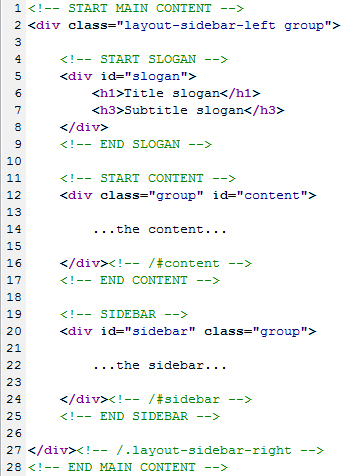 1 <!-- START MAIN CONTENT -->
2 <div class="layout-sidebar-left group">
3
4 <!-- START SLOGAN -->
5 <div id="slogan">
6 <h1>Title slogan</h1>
7 <h3>Subtitle slogan</h3>
8 </div>
9 <!-- END SLOGAN -->
10
11 <!-- START CONTENT -->
12 <div class="group" id="content">
13
14 ...the content...
15
16 </div><!-- /#content -->
17 <!-- END CONTENT -->
18
19 <!-- SIDEBAR -->
20 <div id="sidebar" class="group">
21
22 ...the sidebar...
23
24 </div><!-- /#sidebar -->
25 <!-- END SIDEBAR -->
26
27 </div><!-- /.layout-sidebar-right -->
28 <!-- END MAIN CONTENT -->